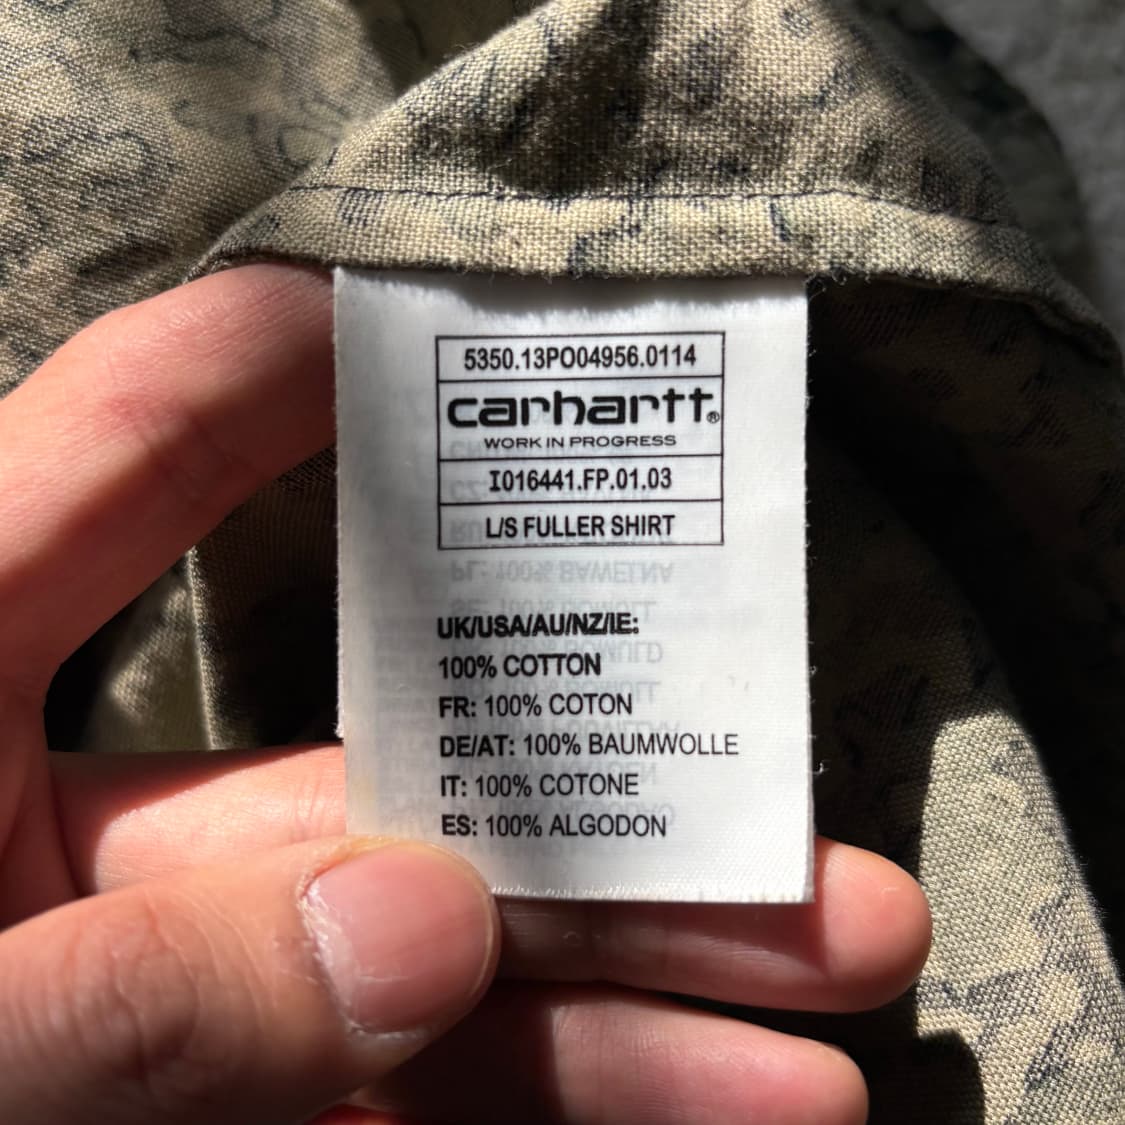 5350.13PO04956.0114
carhartt®
WORK IN PROGRESS
I016441.FP.01.03
L/S FULLER SHIRT
UK/USA/AU/NZ/IE:
100% COTTON
FR: 100% COTON
DE/AT: 100% BAUMWOLLE
IT: 100% COTONE
ES: 100% ALGODON